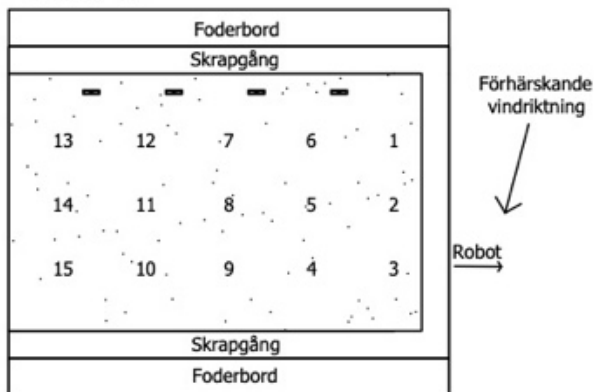 Foderbord
Skrapgång
Förhärskande
vindriktning
13 12 7 6 1
14 11 8 5 2
15 10 9 4 3
Robot
Skrapgång
Foderbord